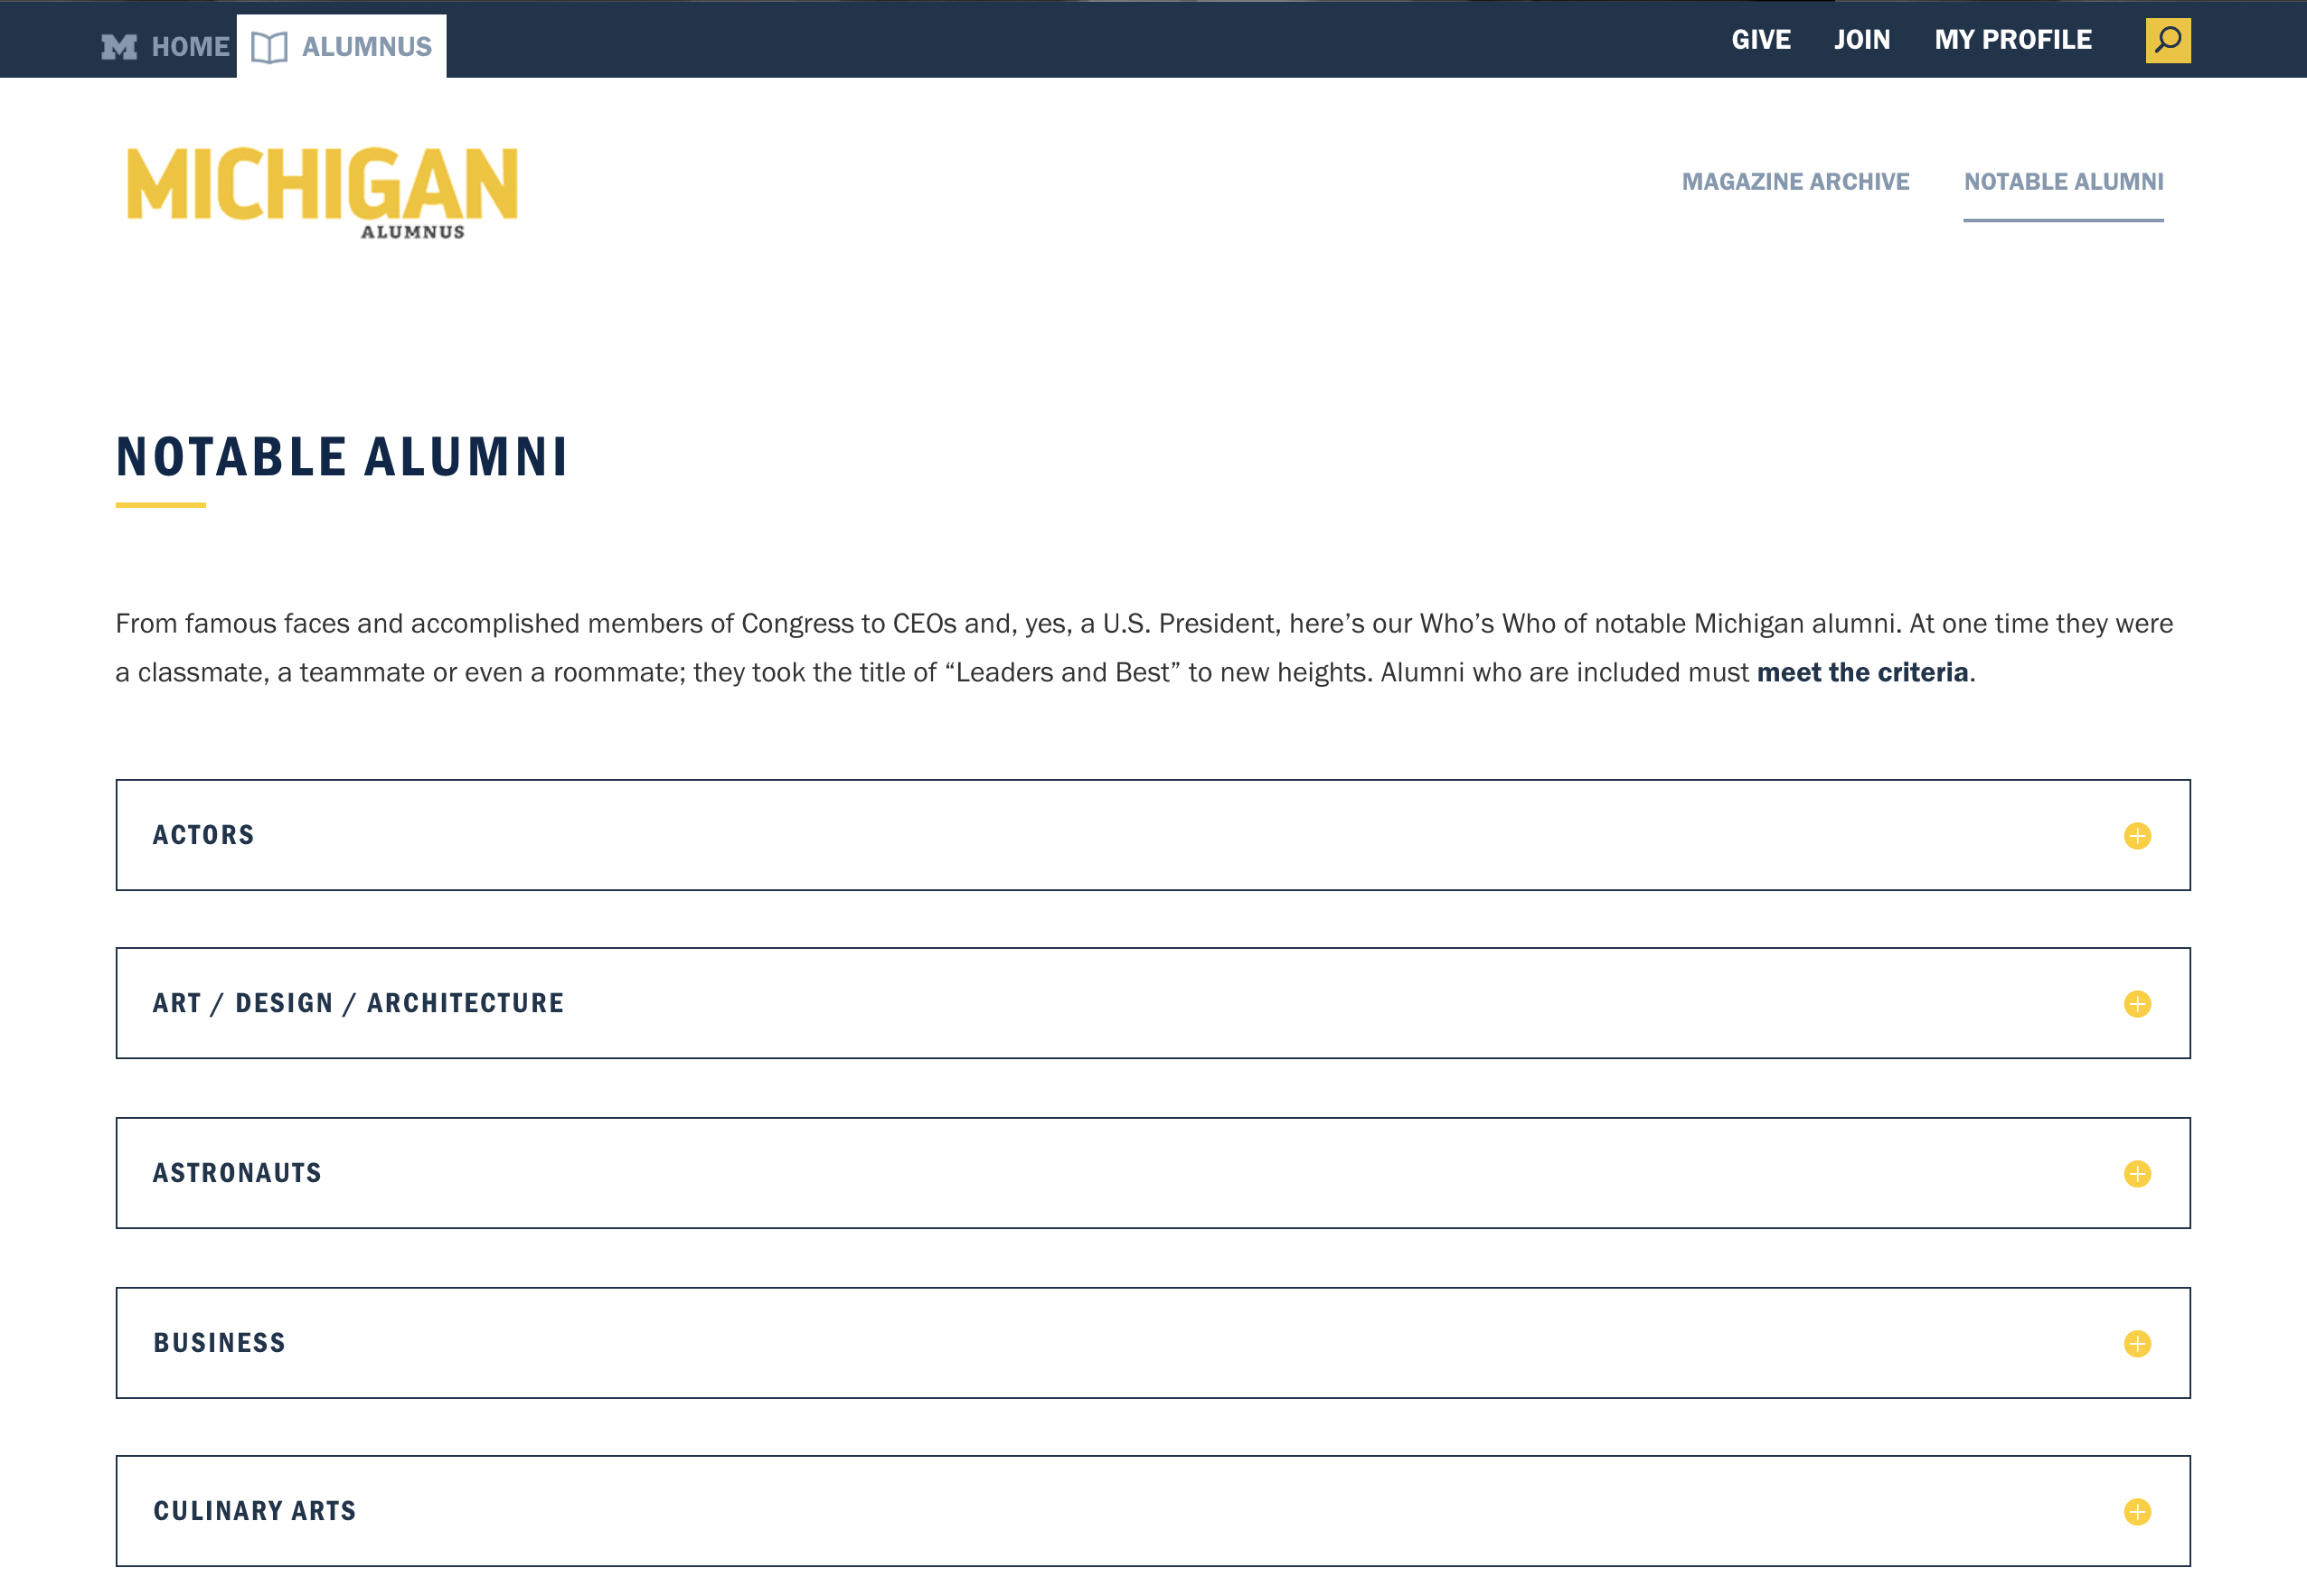 HOME ALUMNUS GIVE JOIN MY PROFILE
MICHIGAN
ALUMNUS
MAGAZINE ARCHIVE NOTABLE ALUMNI
NOTABLE ALUMNI
From famous faces and accomplished members of Congress to CEOs and, yes, a U.S. President, here’s our Who’s Who of notable Michigan alumni. At one time they were
a classmate, a teammate or even a roommate; they took the title of “Leaders and Best” to new heights. Alumni who are included must meet the criteria.
ACTORS
ART / DESIGN / ARCHITECTURE
ASTRONAUTS
BUSINESS
CULINARY ARTS